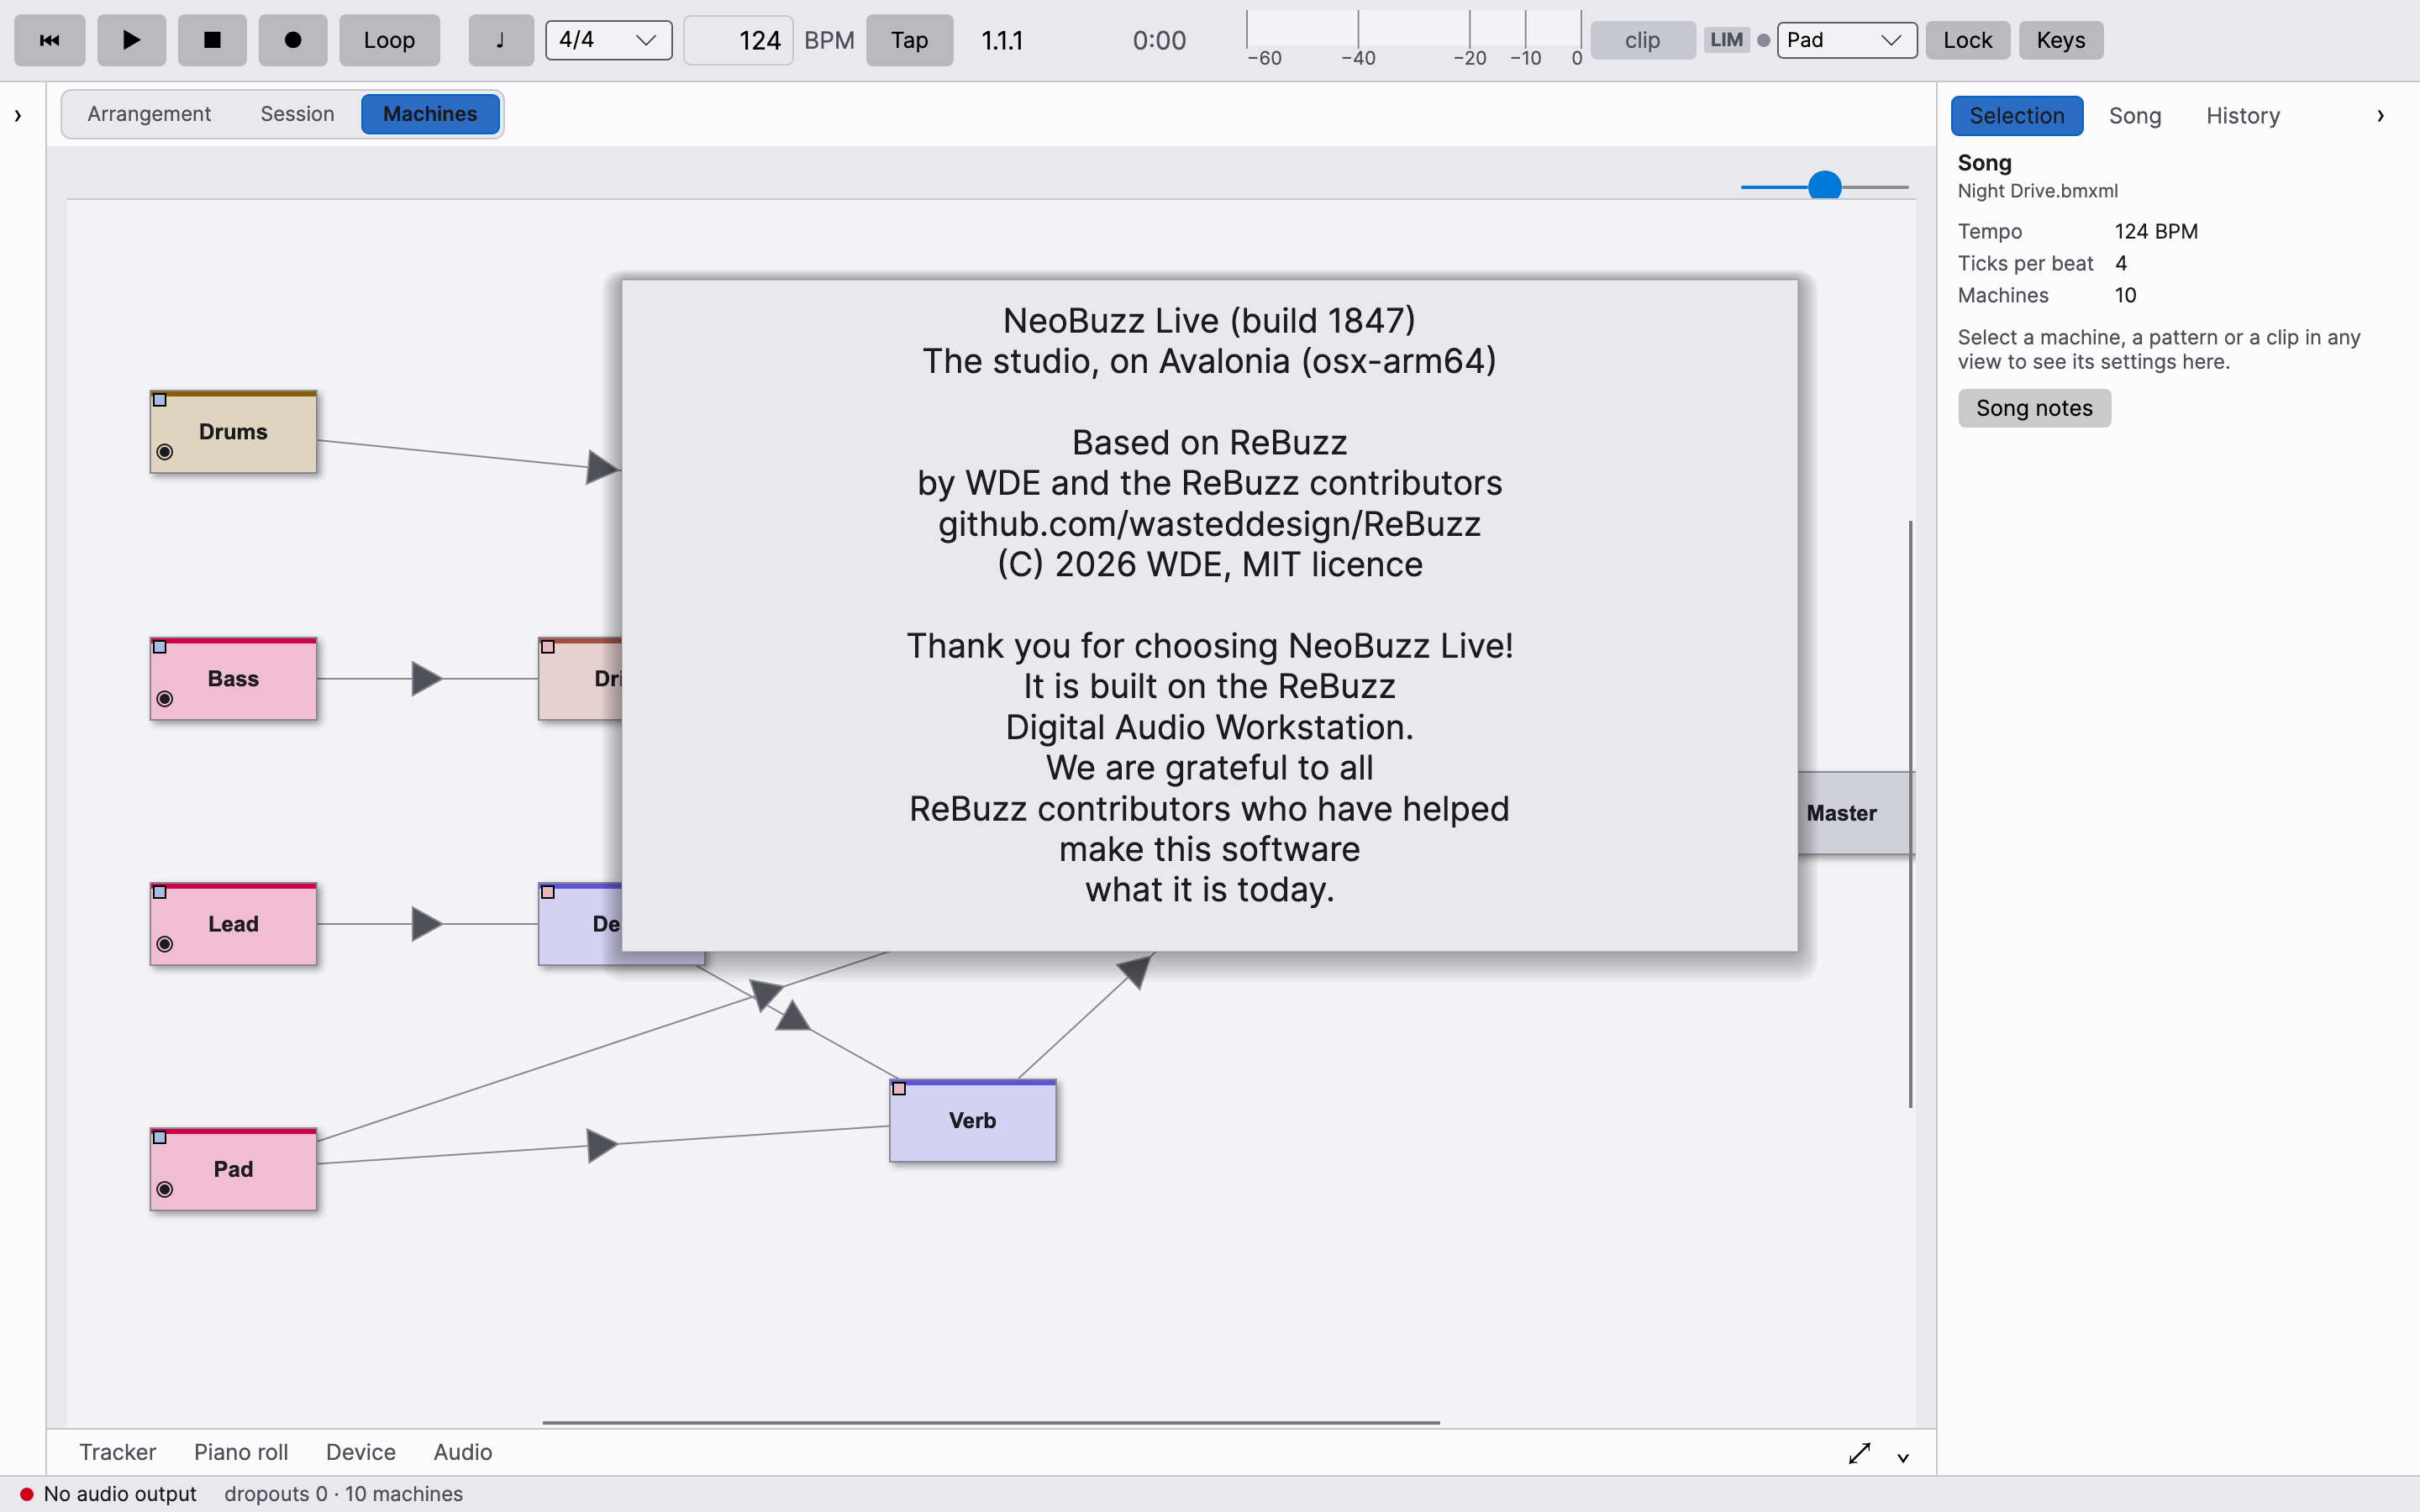 Loop
4/4
124 BPM
Tap
1.1.1
0:00
−60 −40 −20 −10 0
clip
LIM
Pad
Lock
Keys
Arrangement Session Machines
Selection Song History
Song
Night Drive.bmxml
Tempo 124 BPM
Ticks per beat 4
Machines 10
Select a machine, a pattern or a clip in any
view to see its settings here.
Song notes
NeoBuzz Live (build 1847)
The studio, on Avalonia (osx-arm64)
Based on ReBuzz
by WDE and the ReBuzz contributors
github.com/wasteddesign/ReBuzz
(C) 2026 WDE, MIT licence
Thank you for choosing NeoBuzz Live!
It is built on the ReBuzz
Digital Audio Workstation.
We are grateful to all
ReBuzz contributors who have helped
make this software
what it is today.
Drums
Bass
Dri
Lead
De
Master
Verb
Pad
Tracker Piano roll Device Audio
No audio output dropouts 0 · 10 machines